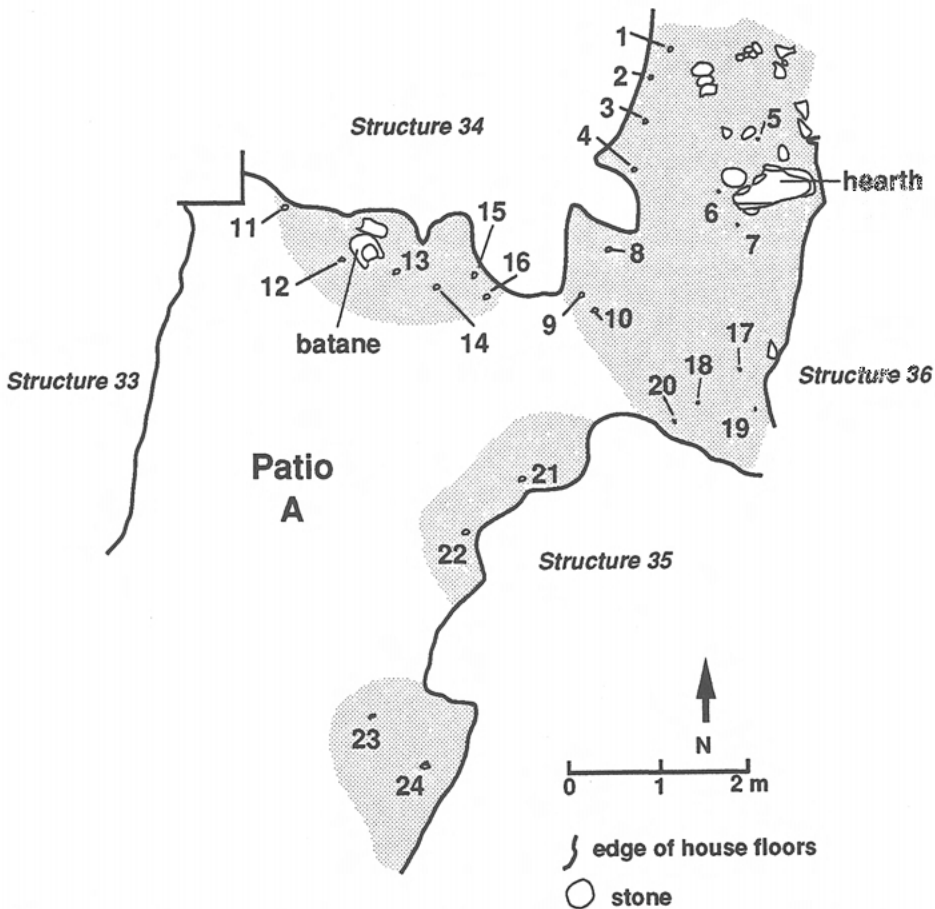 1
2
3
Structure 34
4
5
hearth
6
7
11
15
8
12
13
16
9
10
14
batane
17
Structure 33
18
Structure 36
20
19
Patio
A
21
22
Structure 35
23
24
N
0
1
2 m
edge of house floors
stone